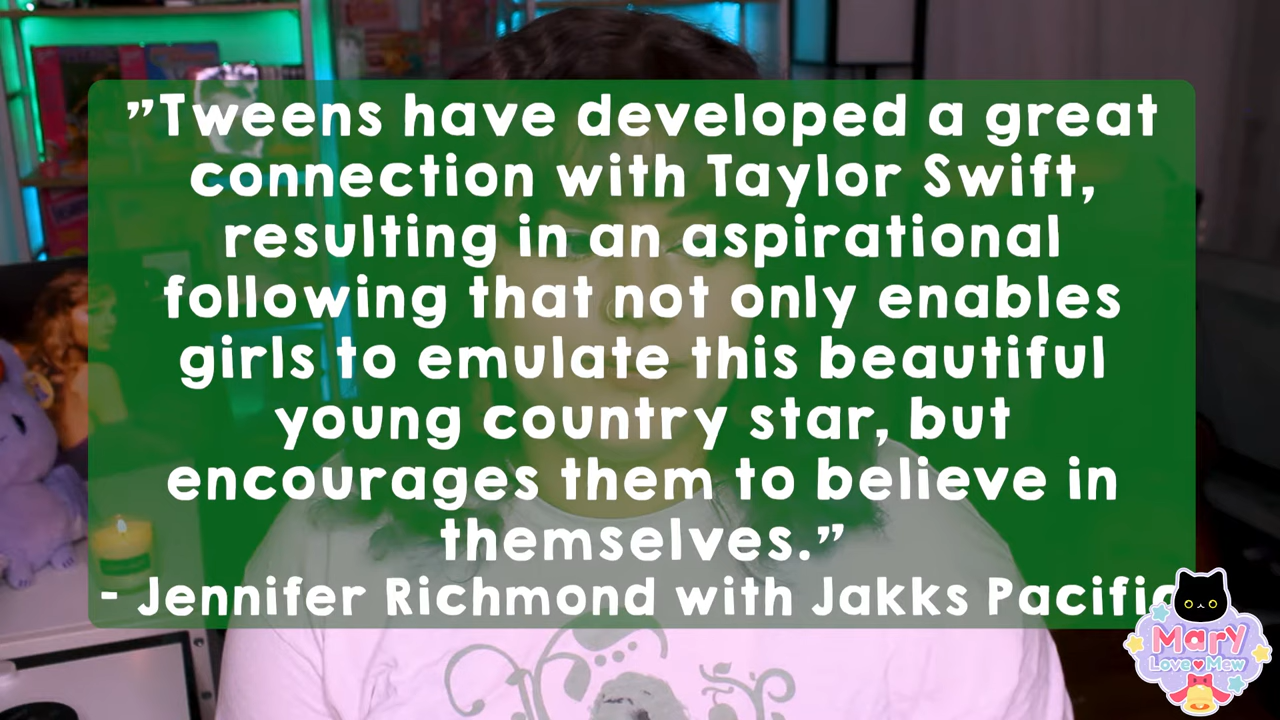 ”Tweens have developed a great
connection with Taylor Swift,
resulting in an aspirational
following that not only enables
girls to emulate this beautiful
young country star, but
encourages them to believe in
themselves.”
- Jennifer Richmond with Jakks Pacific
Mary
Love Mew